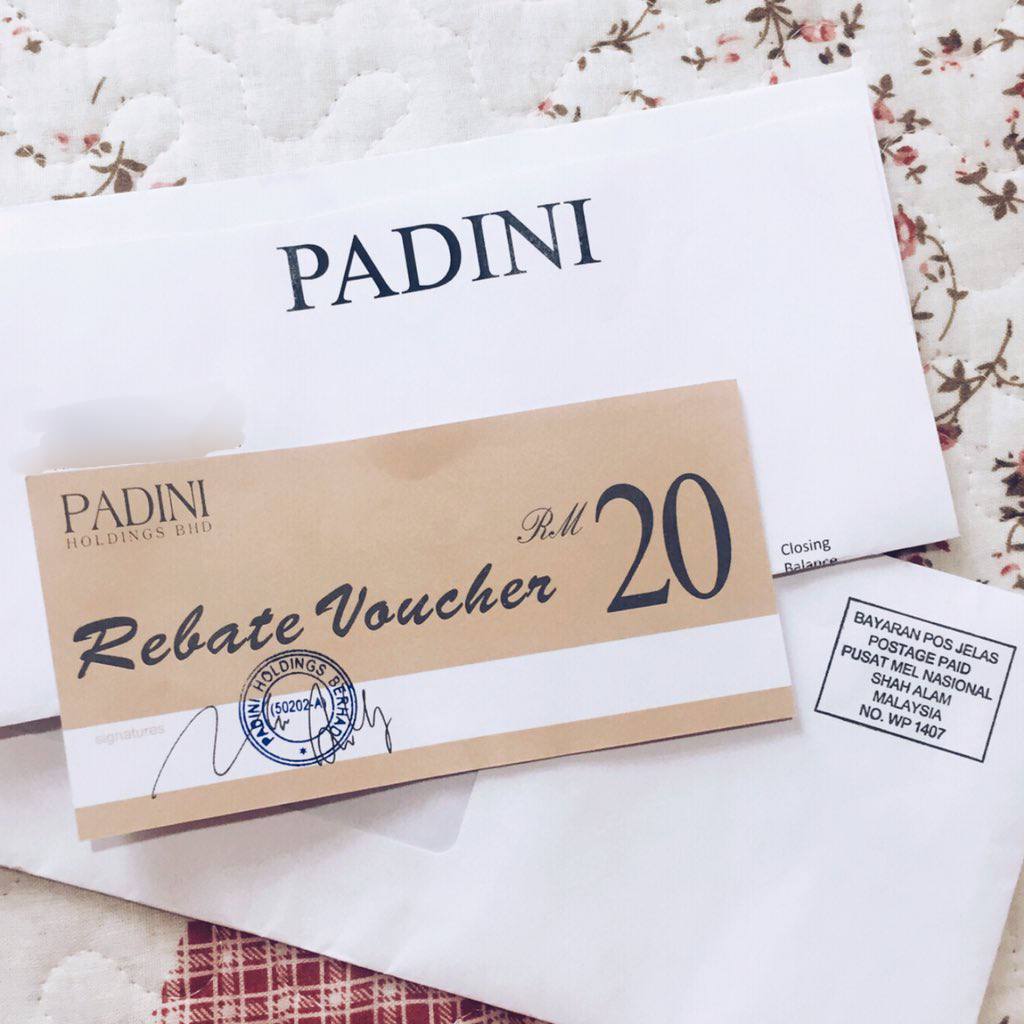 PADINI
PADINI
HOLDINGS BHD
RM 20
Rebate Voucher
signatures
PADINI HOLDINGS BERHAD
(50202-A)
Closing
Balance
BAYARAN POS JELAS
POSTAGE PAID
PUSAT MEL NASIONAL
SHAH ALAM
MALAYSIA
NO. WP 1407